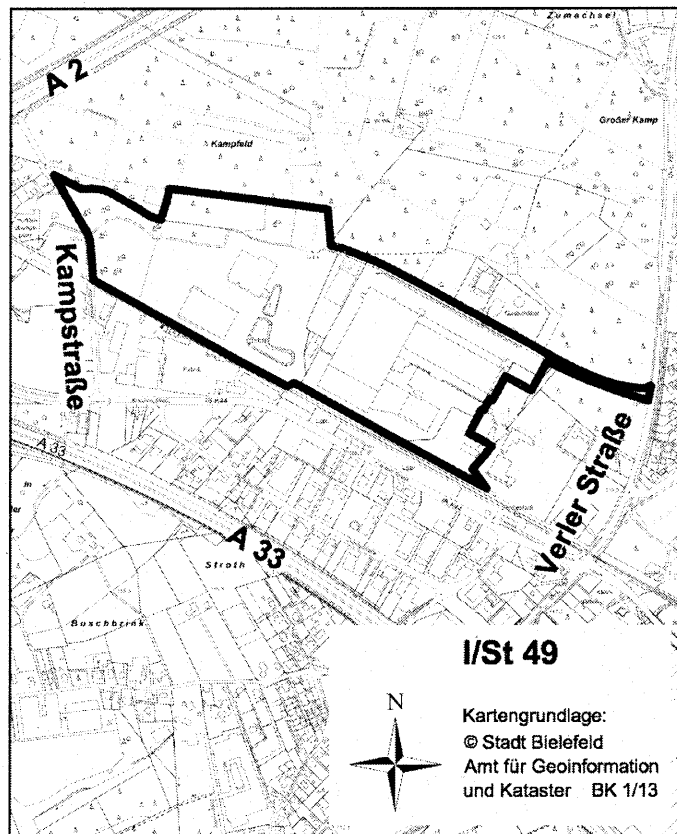 Zumachsel
A 2
Großer Kamp
Kampfeld
Kampstraße
A 33
Verler Straße
A 33
Stroth
Buschbrink
I/St 49
N
Kartengrundlage:
© Stadt Bielefeld
Amt für Geoinformation
und Kataster BK 1/13